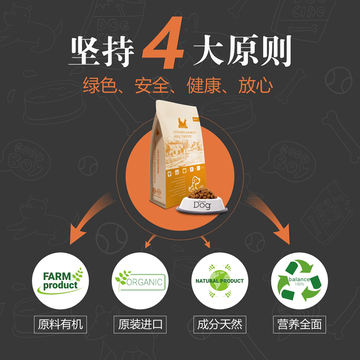 坚持4大原则
绿色、安全、健康、放心
Dog
FARM
product
ORGANIC
NATURAL PRODUCT
balance
原料有机
原装进口
成分天然
营养全面